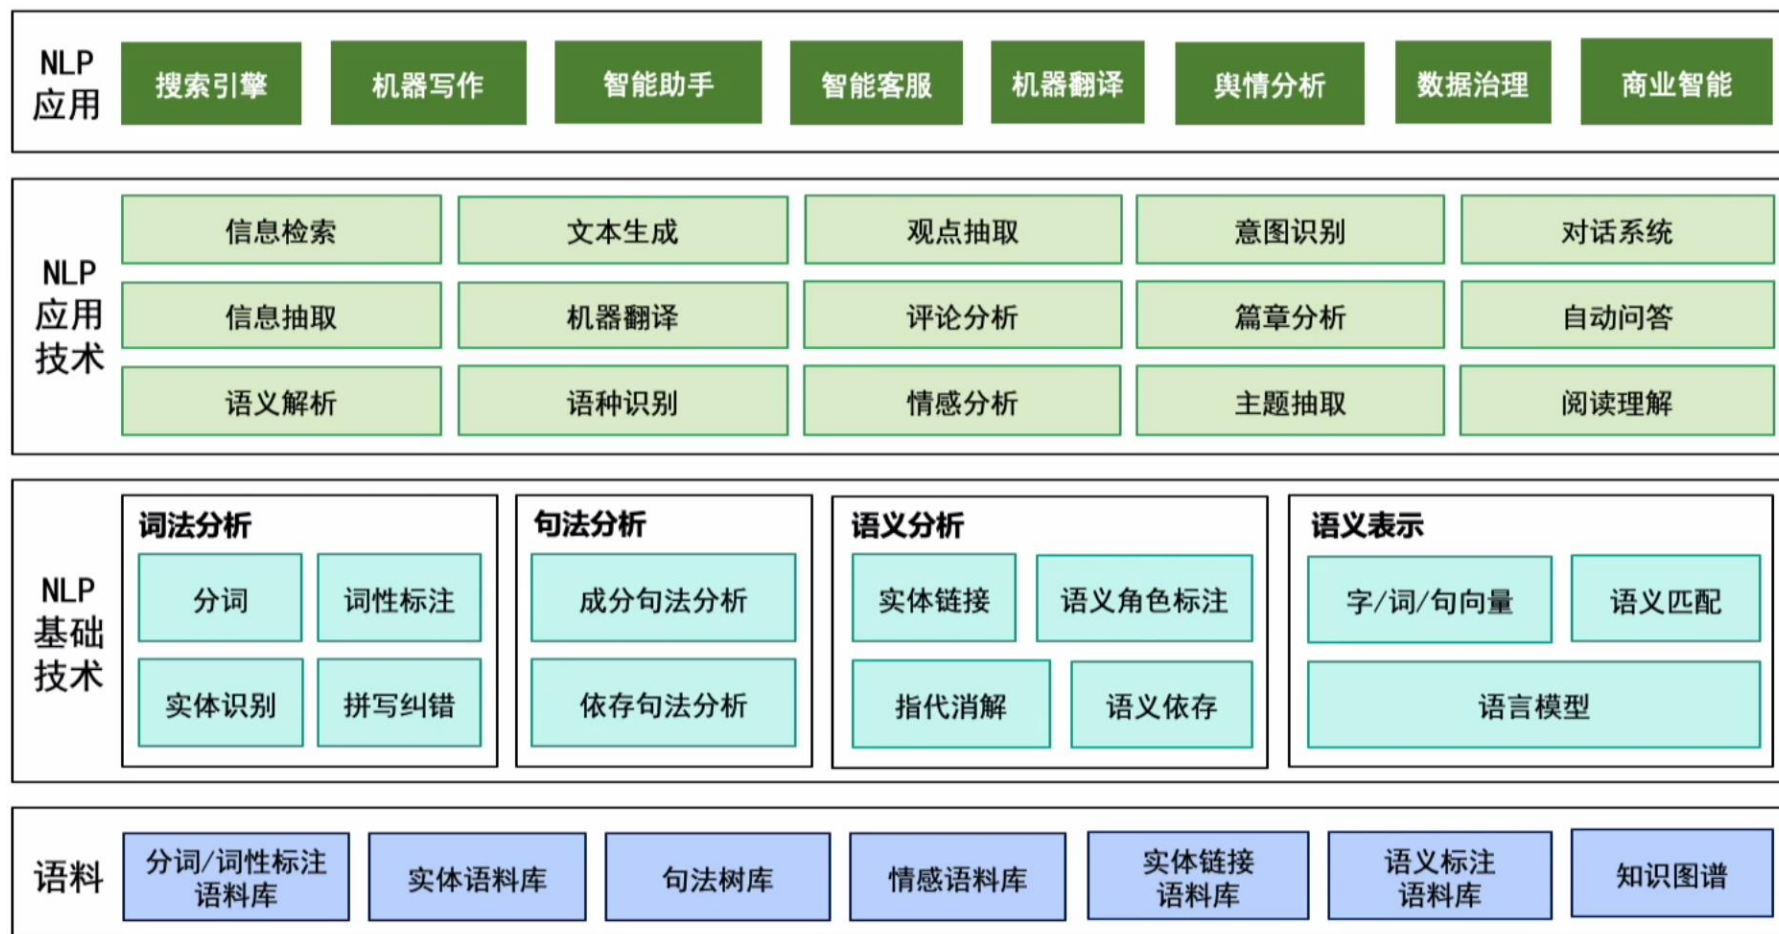 NLP
应用
搜索引擎
机器写作
智能助手
智能客服
机器翻译
舆情分析
数据治理
商业智能
NLP
应用
技术
信息检索
文本生成
观点抽取
意图识别
对话系统
信息抽取
机器翻译
评论分析
篇章分析
自动问答
语义解析
语种识别
情感分析
主题抽取
阅读理解
NLP
基础
技术
词法分析
分词
词性标注
实体识别
拼写纠错
句法分析
成分句法分析
依存句法分析
语义分析
实体链接
语义角色标注
指代消解
语义依存
语义表示
字/词/句向量
语义匹配
语言模型
语料
分词/词性标注
语料库
实体语料库
句法树库
情感语料库
实体链接
语料库
语义标注
语料库
知识图谱